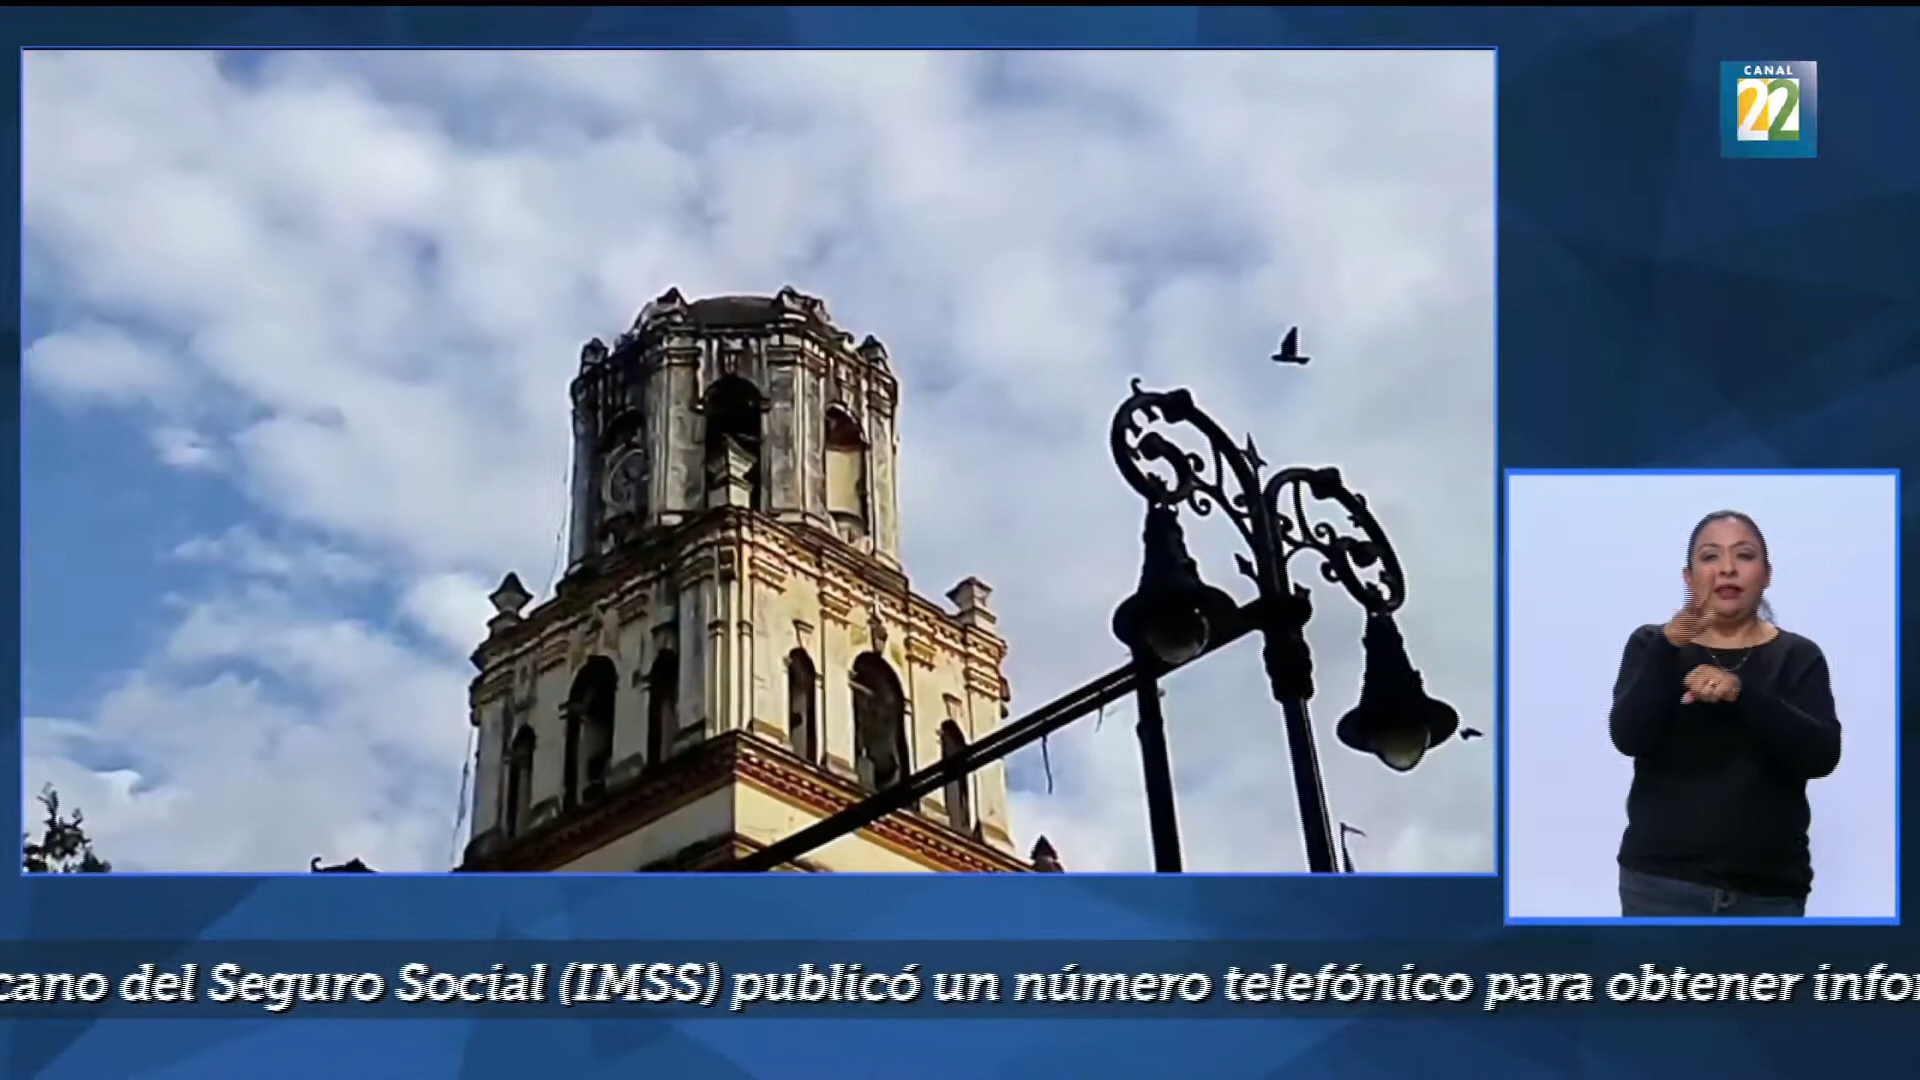 CANAL
22
cano del Seguro Social (IMSS) publicó un número telefónico para obtener infor